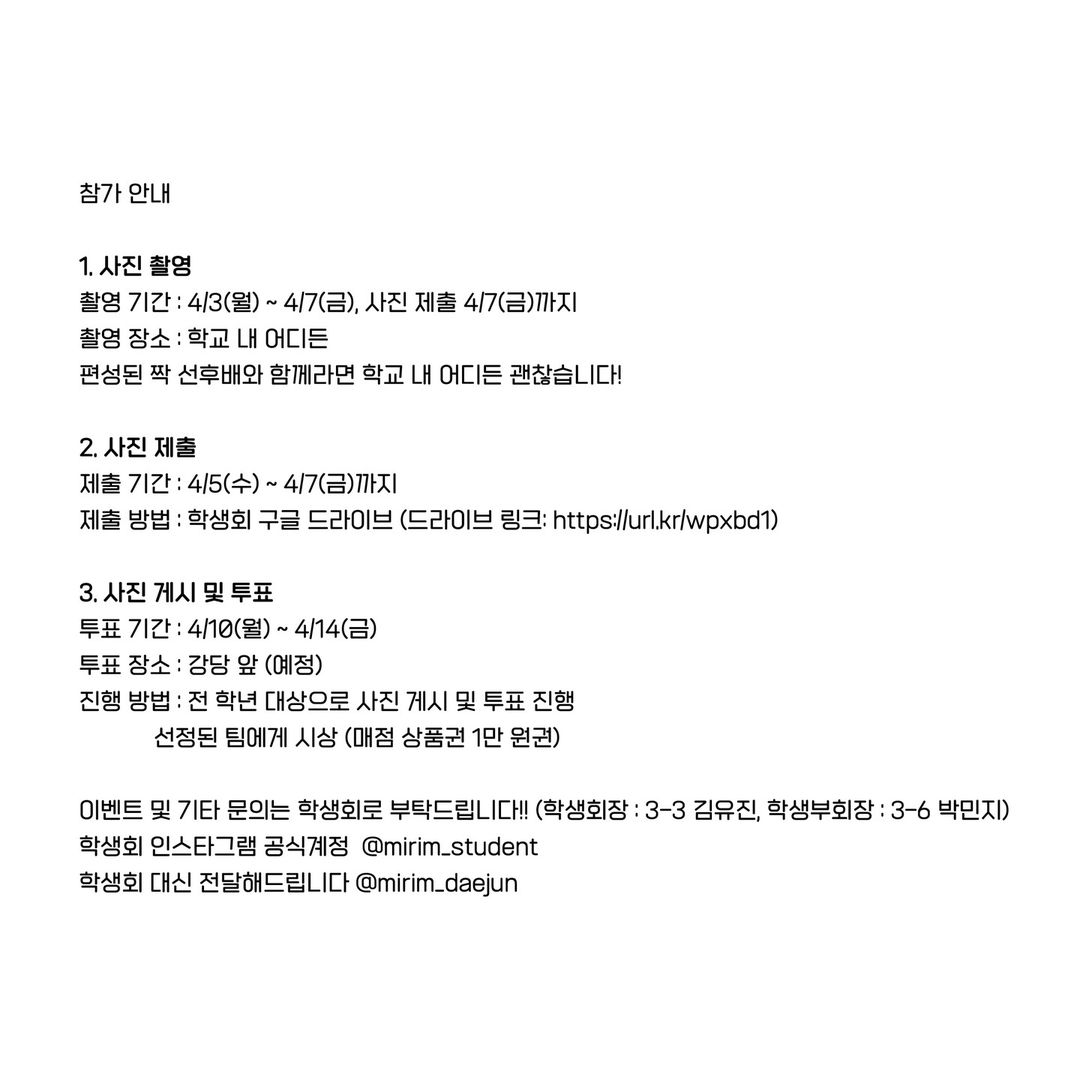 참가 안내
1. 사진 촬영
촬영 기간 : 4/3(월) ~ 4/7(금), 사진 제출 4/7(금)까지
촬영 장소 : 학교 내 어디든
편성된 짝 선후배와 함께라면 학교 내 어디든 괜찮습니다!
2. 사진 제출
제출 기간 : 4/5(수) ~ 4/7(금)까지
제출 방법 : 학생회 구글 드라이브 (드라이브 링크: https://url.kr/wpxbd1)
3. 사진 게시 및 투표
투표 기간 : 4/10(월) ~ 4/14(금)
투표 장소 : 강당 앞 (예정)
진행 방법 : 전 학년 대상으로 사진 게시 및 투표 진행
선정된 팀에게 시상 (매점 상품권 1만 원권)
이벤트 및 기타 문의는 학생회로 부탁드립니다!! (학생회장 : 3-3 김유진, 학생부회장 : 3-6 박민지)
학생회 인스타그램 공식계정 @mirim_student
학생회 대신 전달해드립니다 @mirim_daejun